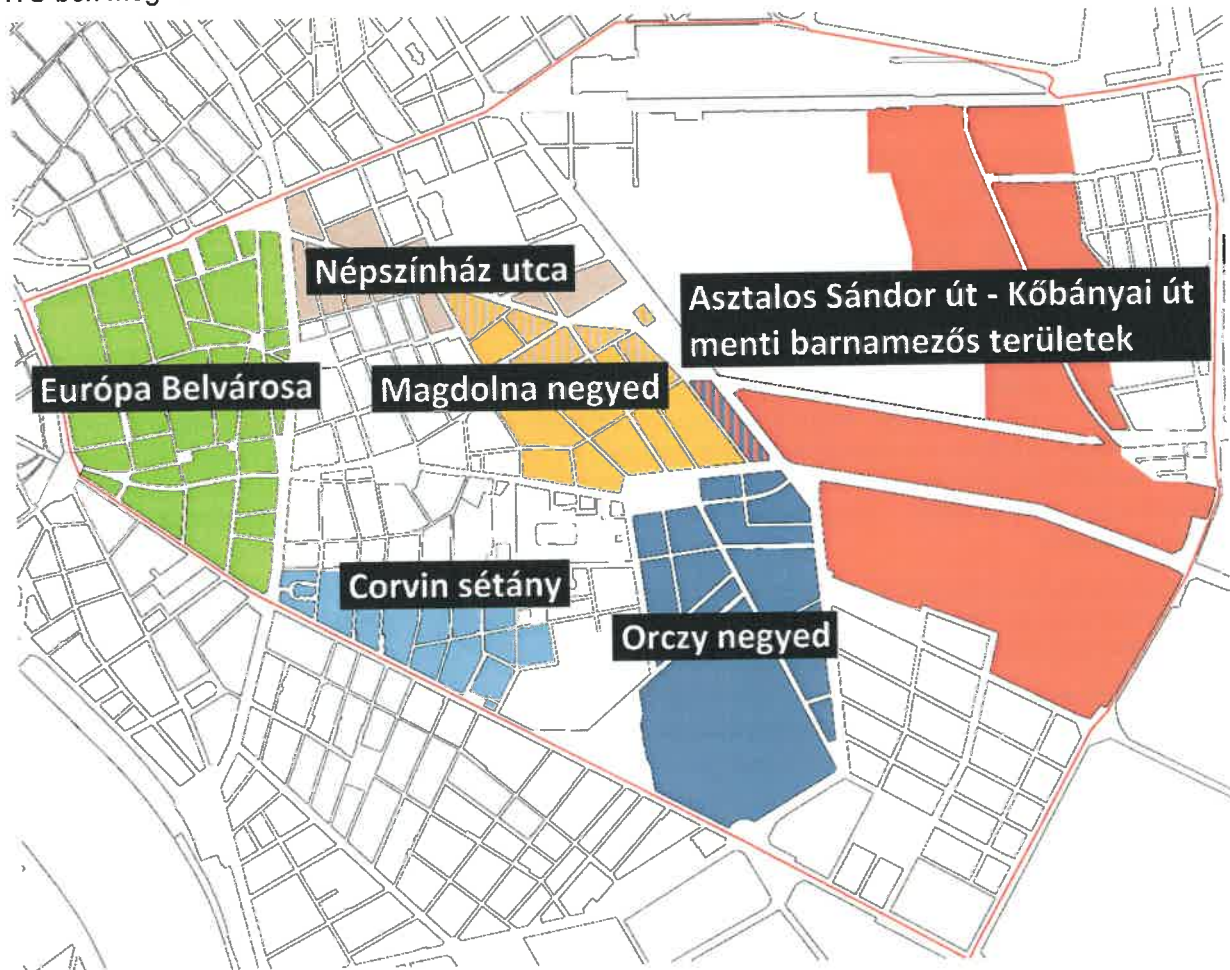 Népszínház utca
Asztalos Sándor út - Kőbányai út
menti barnamezős területek
Európa Belvárosa
Magdolna negyed
Corvin sétány
Orczy negyed